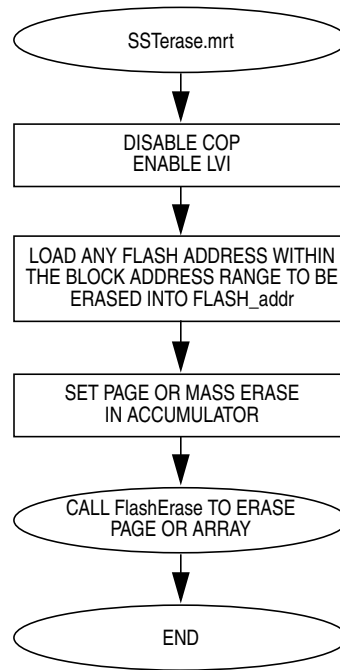 SSTerase.mrt
DISABLE COP
ENABLE LVI
LOAD ANY FLASH ADDRESS WITHIN
THE BLOCK ADDRESS RANGE TO BE
ERASED INTO FLASH_addr
SET PAGE OR MASS ERASE
IN ACCUMULATOR
CALL FlashErase TO ERASE
PAGE OR ARRAY
END